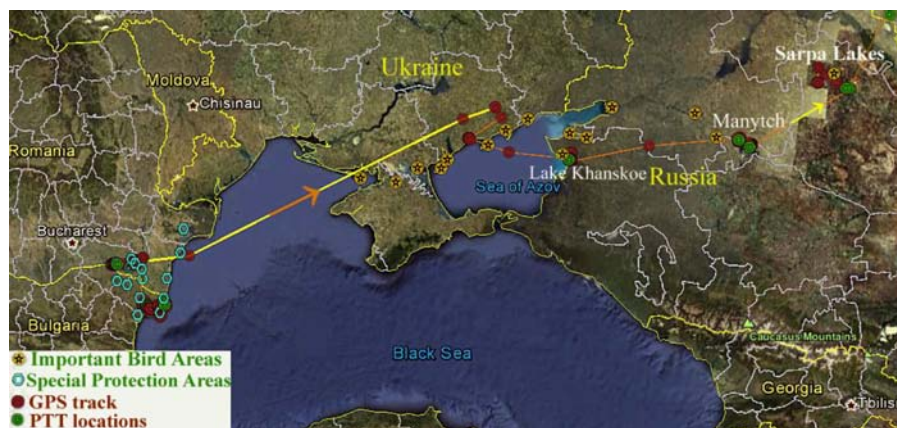 Ukraine
Sarpa Lakes
Moldova
Chisinau
Manytch
Romania
Lake Khanskoe
Russia
Sea of Azov
Bucharest
Bulgaria
Caucasus Mountains
Black Sea
Georgia
Tbilis
Important Bird Areas
Special Protection Areas
GPS track
PTT locations